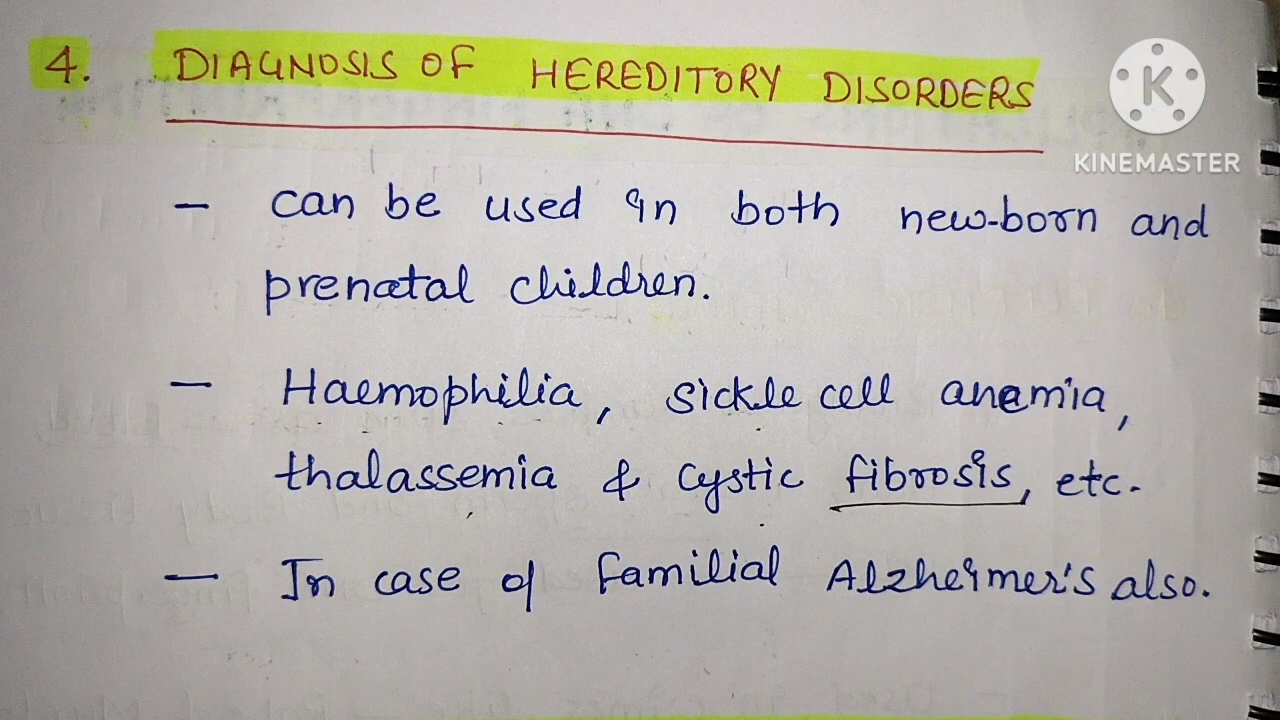 4. DIAGNOSIS OF HEREDITORY DISORDERS
K
KINEMASTER
- can be used in both new-born and
prenatal children.
- Haemophilia, sickle cell anemia,
thalassemia & cystic fibrosis, etc.
- In case of familial Alzheimer's also.